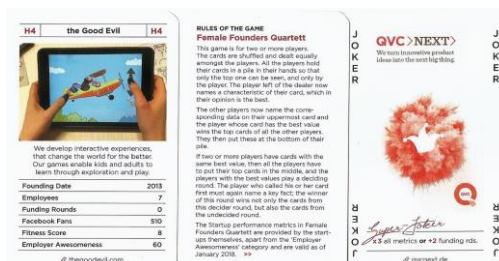 H4 the Good Evil H4
We develop interactive experiences,
that change the world for the better.
Our games enable kids and adults to
learn through exploration and play.
Founding Date 2013
Employees 7
Funding Rounds 0
Facebook Fans 510
Fitness Score 8
Employer Awesomeness 60
// thegoodevil.com
RULES OF THE GAME
Female Founders Quartett
This game is for two or more players.
The cards are shuffled and dealt equally
amongst the players. All the players hold
their cards in a pile in their hands so that
only the top one can be seen, and only by
the player. The player left of the dealer now
names a characteristic of their card, which in
their opinion is the best.
The other players now name the corre-
sponding data on their uppermost card and
the player whose card has the best value
wins the top cards of all the other players.
They then put these at the bottom of their
pile.
If two or more players have cards with the
same best value, then all the players have
to put their top cards in the middle, and the
players with the best values play a deciding
round. The player who called his or her card
first must again name a key fact; the winner
of this round wins not only the cards from
this decider round, but also the cards from
the undecided round.
The Startup performance metrics in Female
Founders Quartett are provided by the start-
ups themselves, apart from the 'Employer
Awesomeness' category and are valid as of
January 2018. >>
JOKER
QVC>NEXT>
We turn innovative product
ideas into the next big thing.
JOKER
Q
Super Joker
x3 all metrics or +2 funding rds.
JOKER
// qvcnext.de
JOKER